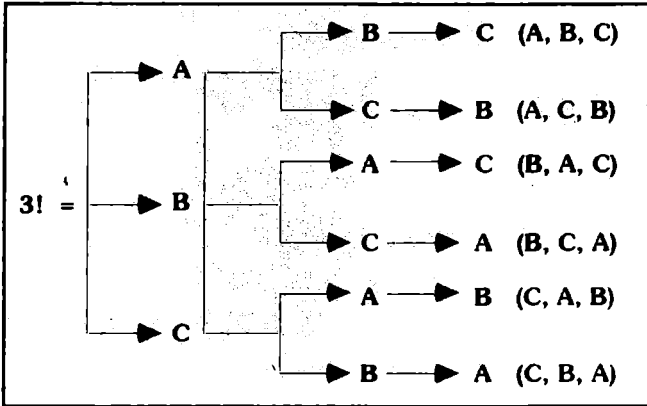 B C (A, B, C)
A
C B (A, C, B)
A C (B, A, C)
3! = B
C A (B, C, A)
A B (C, A, B)
C
B A (C, B, A)